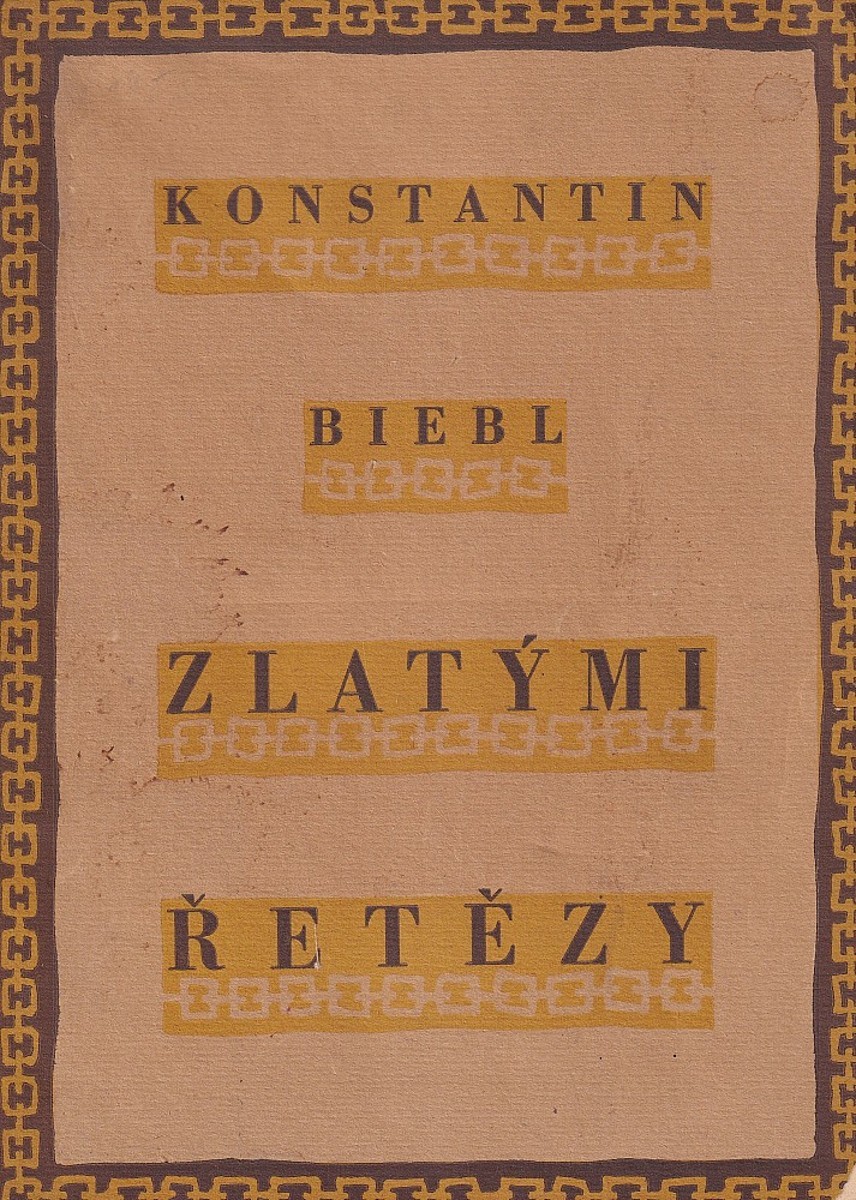 KONSTANTIN
BIEBL
ZLATÝMI
ŘETĚZY